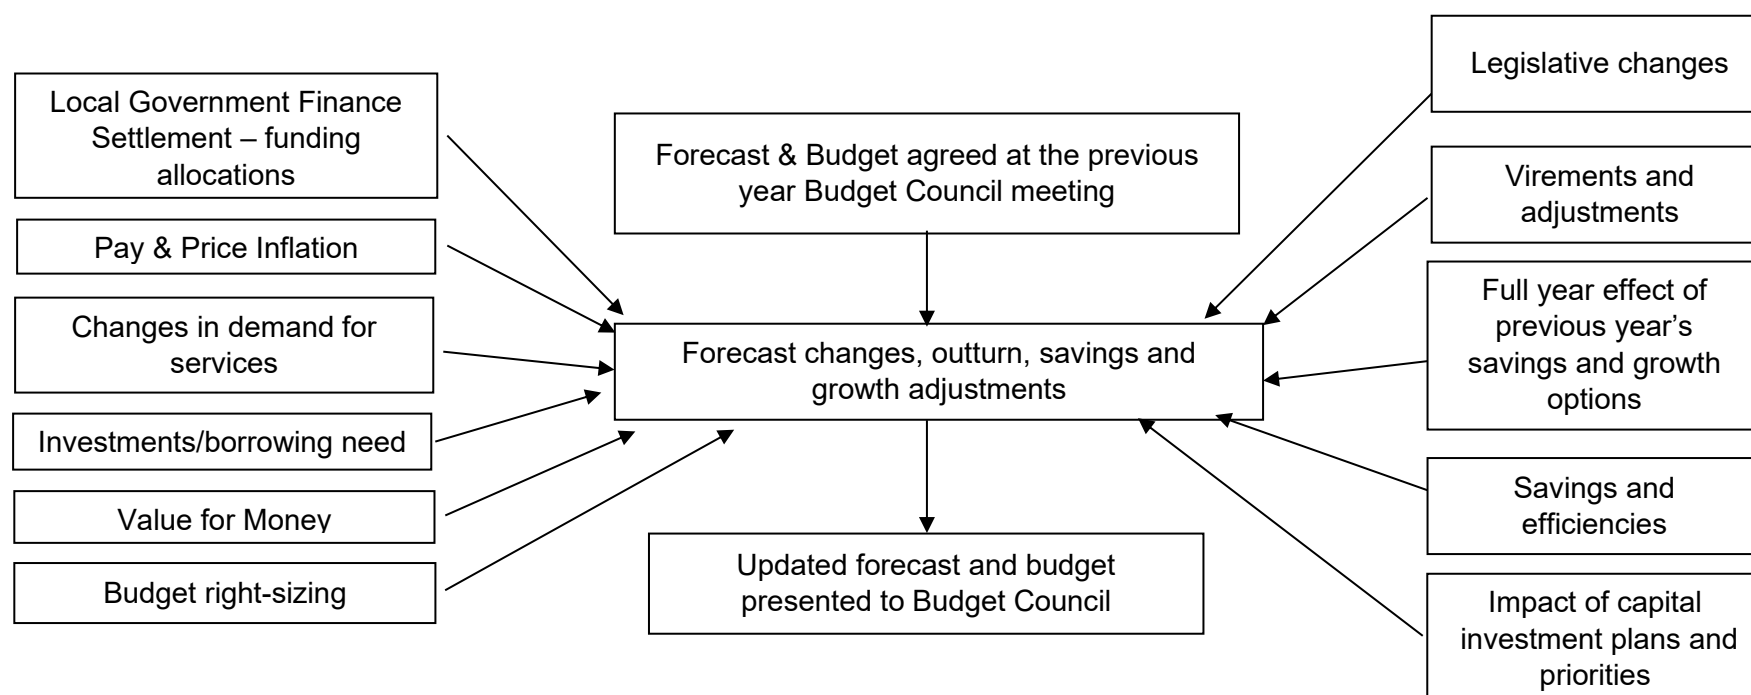 Local Government Finance
Settlement – funding
allocations
Pay & Price Inflation
Changes in demand for
services
Investments/borrowing need
Value for Money
Budget right-sizing
Forecast & Budget agreed at the previous
year Budget Council meeting
Forecast changes, outturn, savings and
growth adjustments
Updated forecast and budget
presented to Budget Council
Legislative changes
Virements and
adjustments
Full year effect of
previous year’s
savings and growth
options
Savings and
efficiencies
Impact of capital
investment plans and
priorities